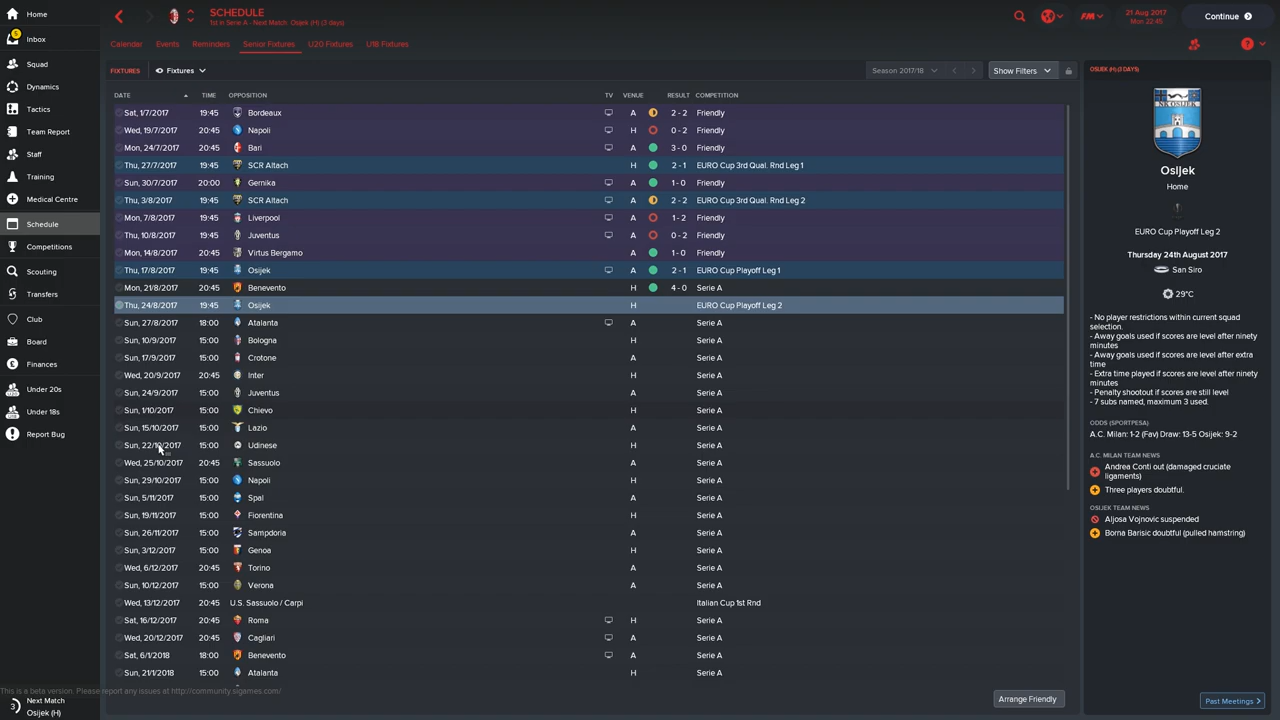 Home
SCHEDULE
1st in Serie A - Next Match Osijek (H) (3 days)
21 Aug 2017
Mon 22:45
FM
Continue
5
Inbox
Calendar
Events
Reminders
Senior Fixtures
U20 Fixtures
U18 Fixtures
Squad
Dynamics
Tactics
Team Report
Staff
Training
Medical Centre
Schedule
Competitions
Scouting
Transfers
Club
Board
Finances
Under 20s
Under 18s
Report Bug
FIXTURES
Fixtures
Season 2017/18
Show Filters
DATE TIME OPPOSITION TV VENUE RESULT COMPETITION
Sat, 1/7/2017 19:45 Bordeaux A 2 - 2 Friendly
Wed, 19/7/2017 20:45 Napoli H 0 - 2 Friendly
Mon, 24/7/2017 20:45 Bari A 3 - 0 Friendly
Thu, 27/7/2017 19:45 SCR Altach H 2 - 1 EURO Cup 3rd Qual. Rnd Leg 1
Sun, 30/7/2017 20:00 Gernika A 1 - 0 Friendly
Thu, 3/8/2017 19:45 SCR Altach A 2 - 2 EURO Cup 3rd Qual. Rnd Leg 2
Mon, 7/8/2017 19:45 Liverpool A 1 - 2 Friendly
Thu, 10/8/2017 19:45 Juventus A 0 - 2 Friendly
Mon, 14/8/2017 20:45 Virtus Bergamo A 1 - 0 Friendly
Thu, 17/8/2017 19:45 Osijek A 2 - 1 EURO Cup Playoff Leg 1
Mon, 21/8/2017 20:45 Benevento H 4 - 0 Serie A
Thu, 24/8/2017 19:45 Osijek H EURO Cup Playoff Leg 2
Sun, 27/8/2017 18:00 Atalanta A Serie A
Sun, 10/9/2017 15:00 Bologna H Serie A
Sun, 17/9/2017 15:00 Crotone A Serie A
Wed, 20/9/2017 20:45 Inter H Serie A
Sun, 24/9/2017 15:00 Juventus A Serie A
Sun, 1/10/2017 15:00 Chievo H Serie A
Sun, 15/10/2017 15:00 Lazio A Serie A
Sun, 22/10/2017 15:00 Udinese H Serie A
Wed, 25/10/2017 20:45 Sassuolo A Serie A
Sun, 29/10/2017 15:00 Napoli H Serie A
Sun, 5/11/2017 15:00 Spal A Serie A
Sun, 19/11/2017 15:00 Fiorentina H Serie A
Sun, 26/11/2017 15:00 Sampdoria A Serie A
Sun, 3/12/2017 15:00 Genoa H Serie A
Wed, 6/12/2017 20:45 Torino A Serie A
Sun, 10/12/2017 15:00 Verona A Serie A
Wed, 13/12/2017 20:45 U.S. Sassuolo / Carpi Italian Cup 1st Rnd
Sat, 16/12/2017 20:45 Roma H Serie A
Wed, 20/12/2017 20:45 Cagliari A Serie A
Sat, 6/1/2018 18:00 Benevento A Serie A
Sun, 21/1/2018 15:00 Atalanta H Serie A
Arrange Friendly
This is a beta version. Please report any issues at http://community.sigames.com/
3
Next Match
Osijek (H)
OSIJEK (H) (3 DAYS)
NK OSIJEK
Osijek
Home
EURO Cup Playoff Leg 2
Thursday 24th August 2017
San Siro
29°C
- No player restrictions within current squad
selection.
- Away goals used if scores are level after ninety
minutes
- Away goals used if scores are level after extra
time
- Extra time played if scores are level after ninety
minutes
- Penalty shootout if scores are still level
- 7 subs named, maximum 3 used.
ODDS (SPORTPESA)
A.C. Milan: 1-2 (Fav) Draw: 13-5 Osijek: 9-2
A.C. MILAN TEAM NEWS
Andrea Conti out (damaged cruciate
ligaments)
Three players doubtful.
OSIJEK TEAM NEWS
Aljosa Vojnovic suspended
Borna Barisic doubtful (pulled hamstring)
Past Meetings